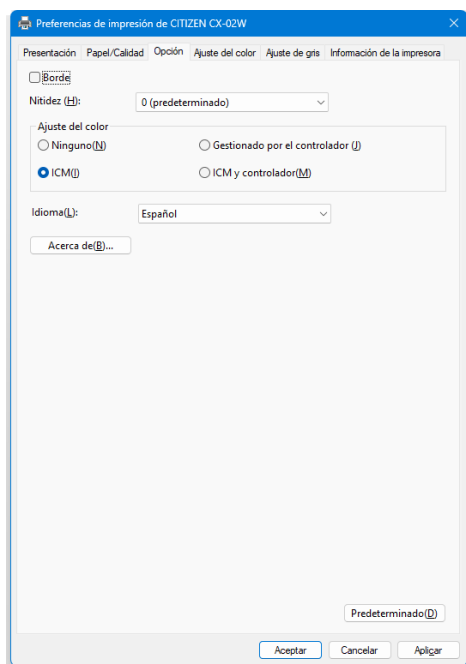 Preferencias de impresión de CITIZEN CX-02W
Presentación Papel/Calidad Opción Ajuste del color Ajuste de gris Información de la impresora
Borde
Nitidez (H): 0 (predeterminado)
Ajuste del color
Ninguno(N) Gestionado por el controlador (J)
ICM(I) ICM y controlador(M)
Idioma(L): Español
Acerca de(B)...
Predeterminado(D)
Aceptar Cancelar Aplicar